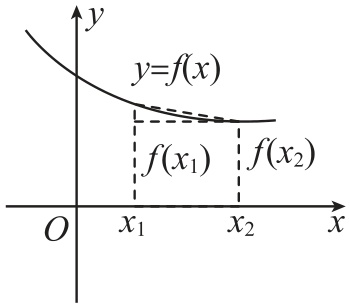 y
y=f(x)
f(x₁) f(x₂)
O x₁ x₂ x